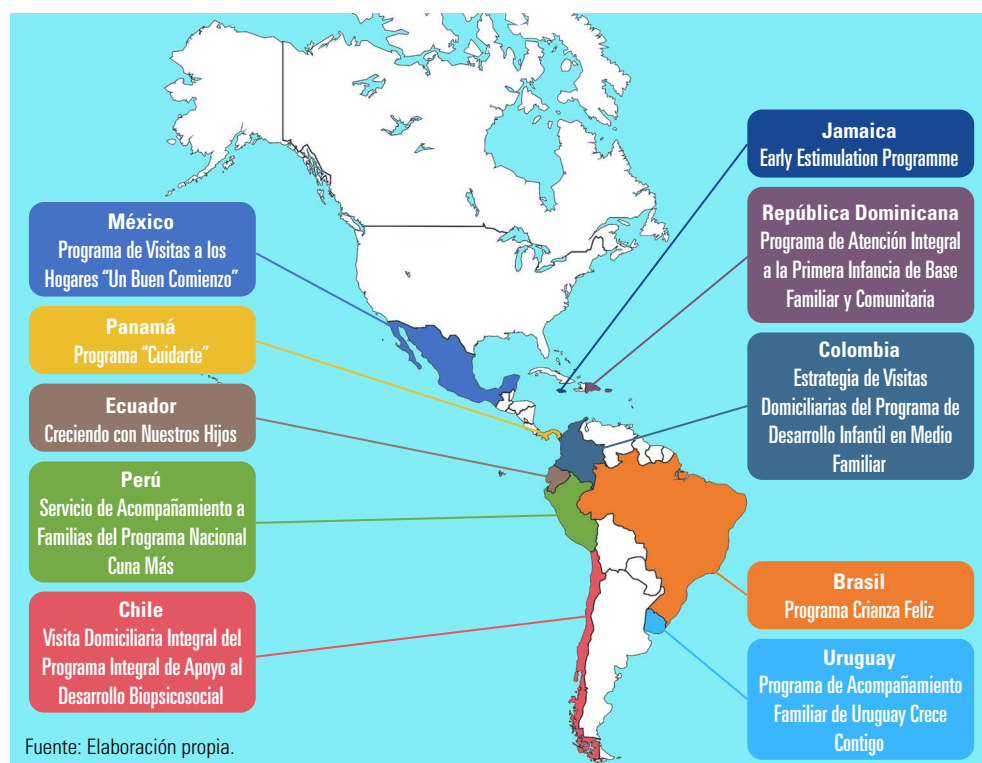 México
Programa de Visitas a los
Hogares “Un Buen Comienzo”
Panamá
Programa “Cuidarte”
Ecuador
Creciendo con Nuestros Hijos
Perú
Servicio de Acompañamiento a
Familias del Programa Nacional
Cuna Más
Chile
Visita Domiciliaria Integral del
Programa Integral de Apoyo al
Desarrollo Biopsicosocial
Jamaica
Early Estimulation Programme
República Dominicana
Programa de Atención Integral
a la Primera Infancia de Base
Familiar y Comunitaria
Colombia
Estrategia de Visitas
Domiciliarias del Programa de
Desarrollo Infantil en Medio
Familiar
Brasil
Programa Crianza Feliz
Uruguay
Programa de Acompañamiento
Familiar de Uruguay Crece
Contigo
Fuente: Elaboración propia.